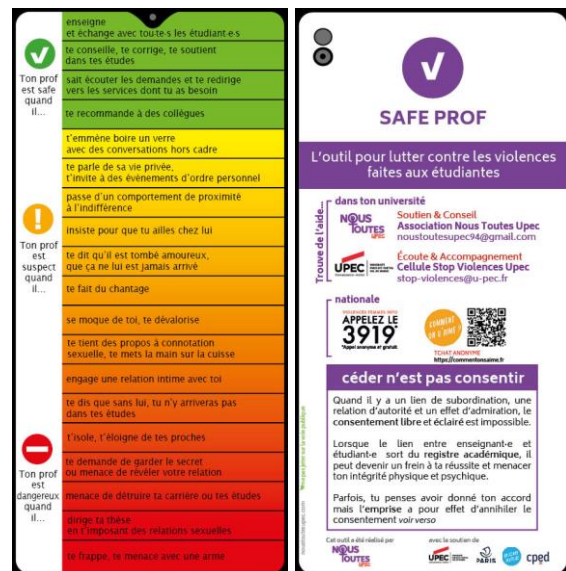 enseigne
et échange avec tou·te·s les étudiant·e·s
te conseille, te corrige, te soutient
dans tes études
sait écouter les demandes et te redirige
vers les services dont tu as besoin
te recommande à des collègues
Ton prof
est safe
quand
il...
t'emmène boire un verre
avec des conversations hors cadre
te parle de sa vie privée,
t'invite à des évènements d'ordre personnel
passe d'un comportement de proximité
à l'indifférence
insiste pour que tu ailles chez lui
te dit qu'il est tombé amoureux,
que ça ne lui est jamais arrivé
te fait du chantage
se moque de toi, te dévalorise
te tient des propos à connotation
sexuelle, te mets la main sur la cuisse
Ton prof
est suspect
quand
il...
engage une relation intime avec toi
te dis que sans lui, tu n'y arriveras pas
dans tes études
t'isole, t'éloigne de tes proches
te demande de garder le secret
ou menace de révéler votre relation
menace de détruire ta carrière ou tes études
dirige ta thèse
en t'imposant des relations sexuelles
te frappe, te menace avec une arme
Ton prof
est
dangereux
quand
il...
SAFE PROF
L'outil pour lutter contre les violences
faites aux étudiantes
Trouve de l'aide...
dans ton université
NOUS
TOUTES
UPEC
Soutien & Conseil
Association Nous Toutes Upec
noustoutesupec94@gmail.com
UPEC
Écoute & Accompagnement
Cellule Stop Violences Upec
stop-violences@u-pec.fr
nationale
VIOLENCES FEMMES INFO
APPELEZ LE
3919*
*Appel anonyme et gratuit
COMMENT
ON S'AIME ?
TCHAT ANONYME
https://commentonsaime.fr
céder n'est pas consentir
Quand il y a un lien de subordination, une
relation d'autorité et un effet d'admiration, le
consentement libre et éclairé est impossible.
Lorsque le lien entre enseignant·e et
étudiant·e sort du registre académique, il
peut devenir un frein à ta réussite et menacer
ton intégrité physique et psychique.
Parfois, tu penses avoir donné ton accord
mais l'emprise a pour effet d'annihiler le
consentement voir verso
Cet outil a été réalisé par
NOUS
TOUTES
UPEC
avec le soutien de
UPEC
PARIS
cped